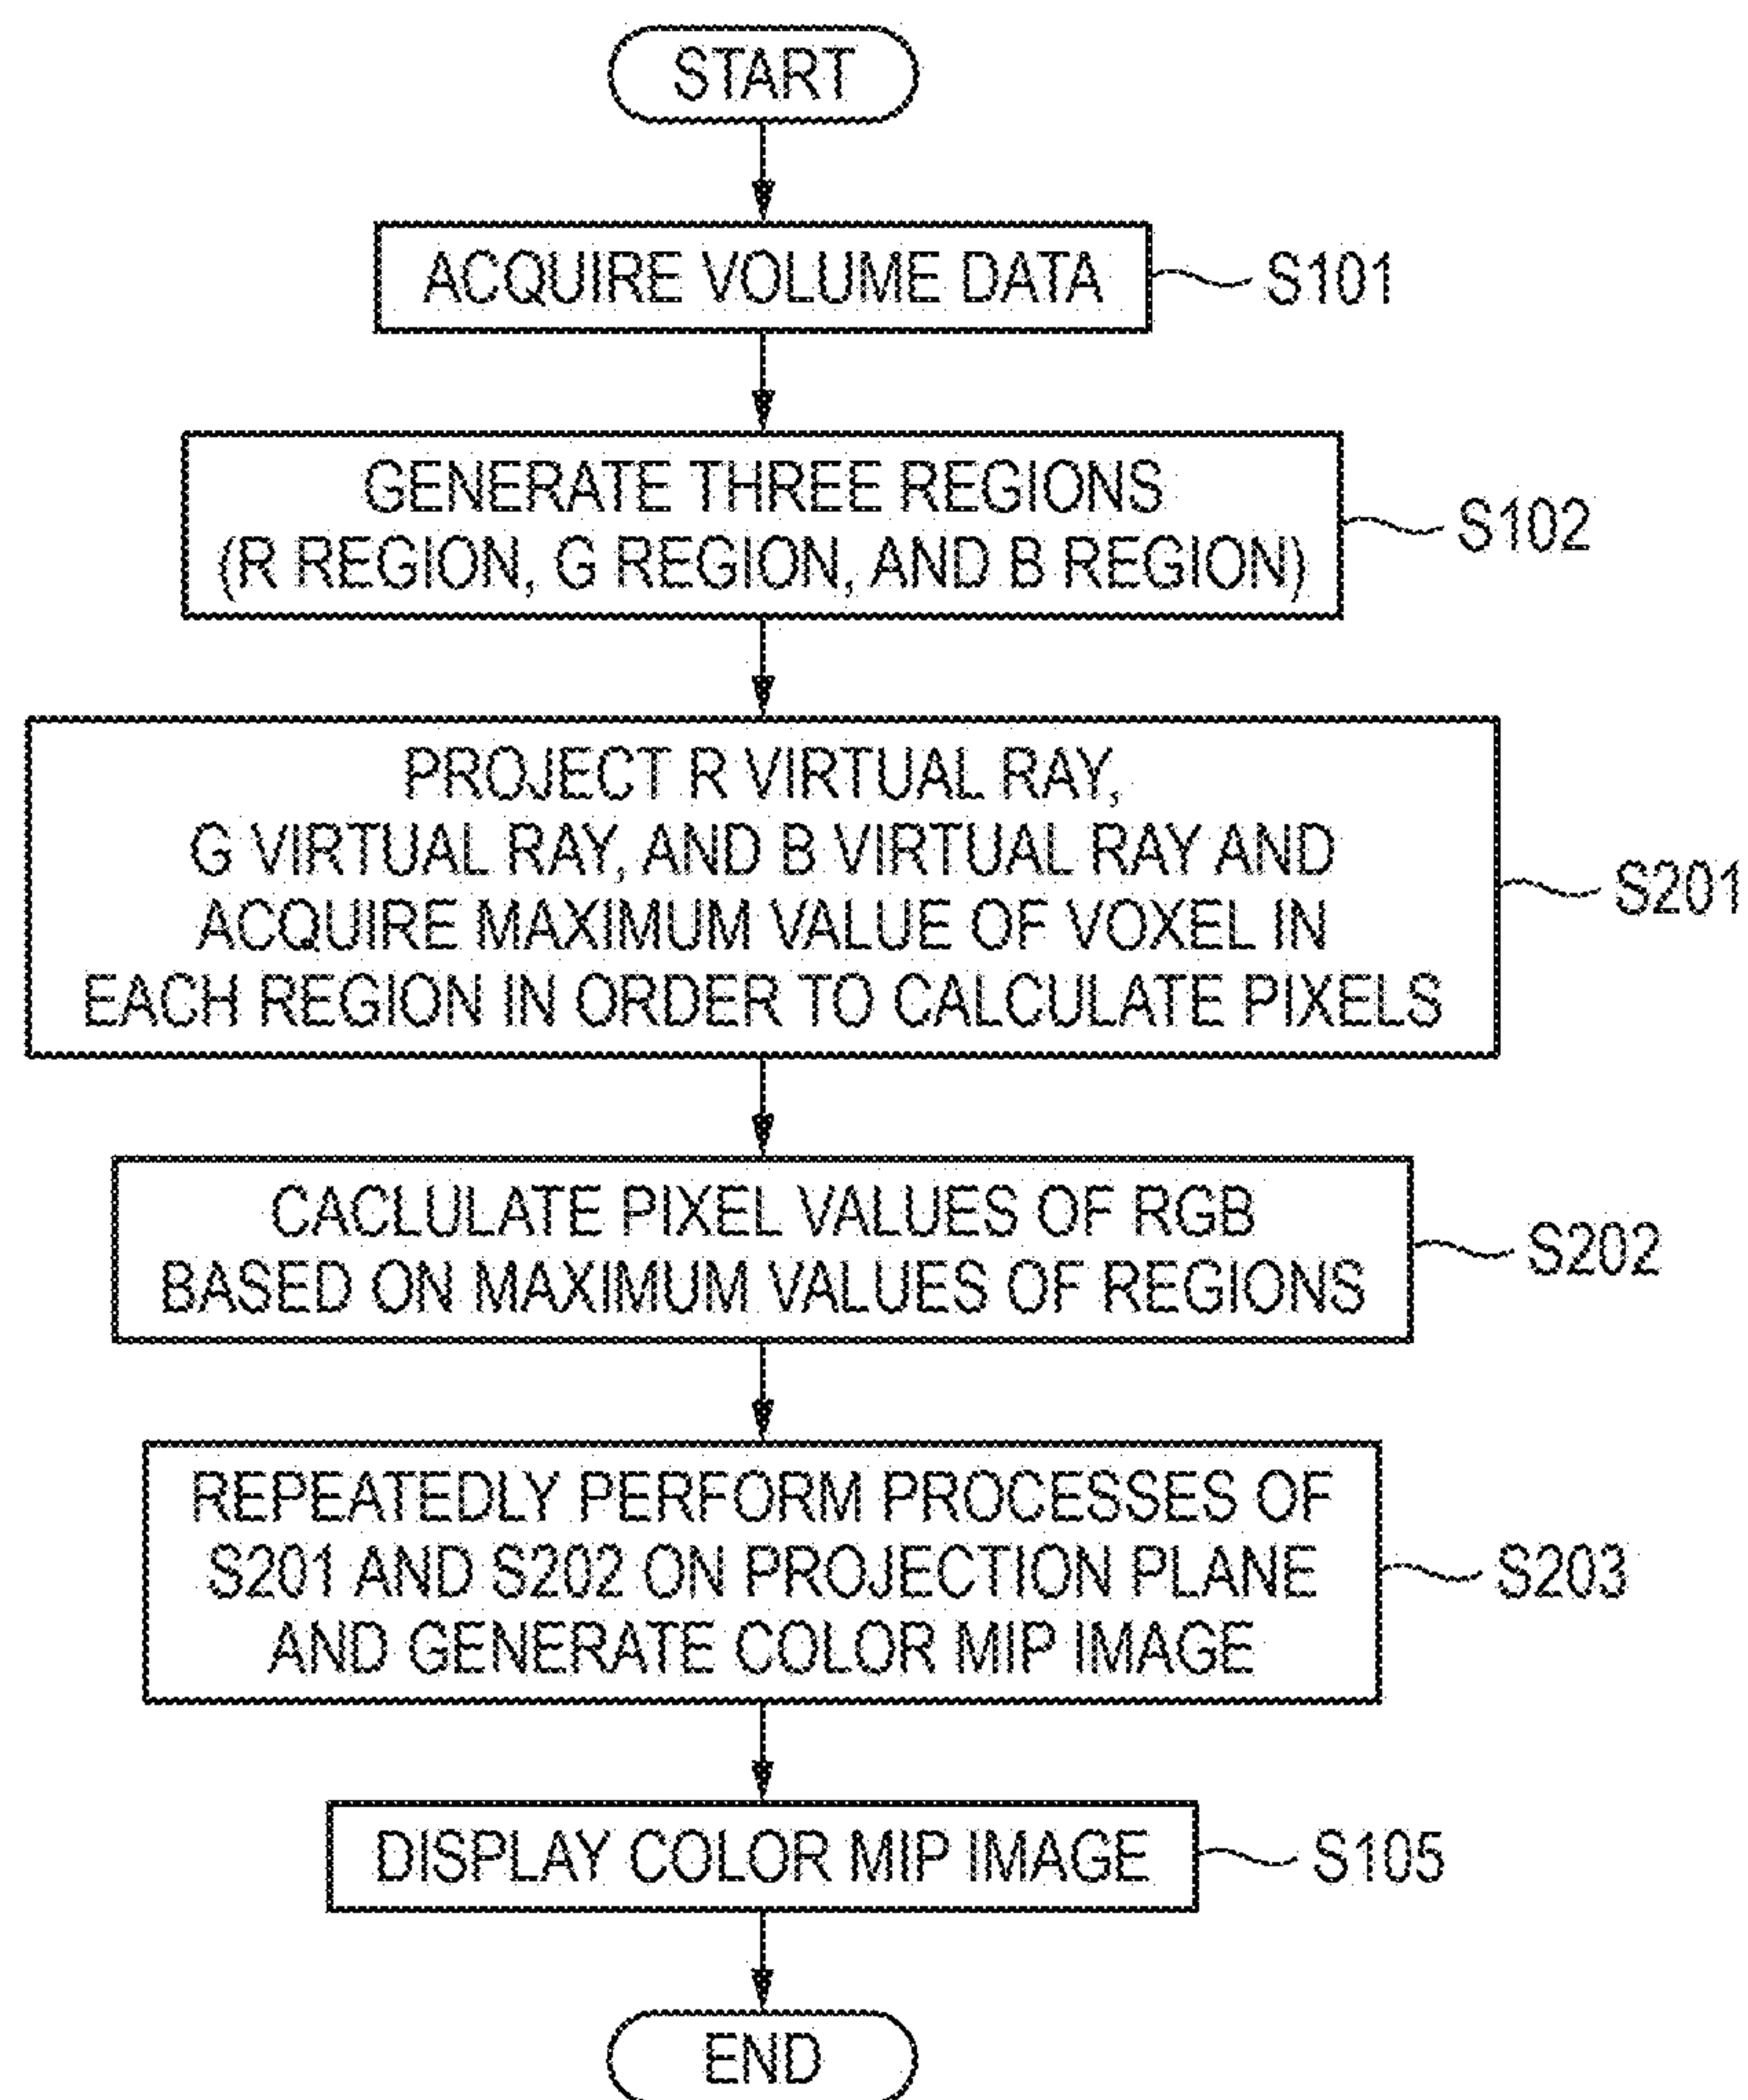 START
ACQUIRE VOLUME DATA
S101
GENERATE THREE REGIONS
(R REGION, G REGION, AND B REGION)
S102
PROJECT R VIRTUAL RAY,
G VIRTUAL RAY, AND B VIRTUAL RAY AND
ACQUIRE MAXIMUM VALUE OF VOXEL IN
EACH REGION IN ORDER TO CALCULATE PIXELS
S201
CACLULATE PIXEL VALUES OF RGB
BASED ON MAXIMUM VALUES OF REGIONS
S202
REPEATEDLY PERFORM PROCESSES OF
S201 AND S202 ON PROJECTION PLANE
AND GENERATE COLOR MIP IMAGE
S203
DISPLAY COLOR MIP IMAGE
S105
END